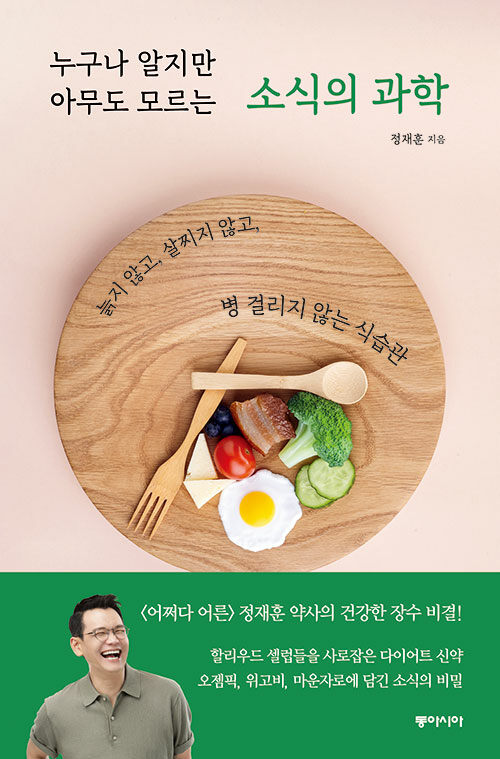 누구나 알지만
아무도 모르는
소식의 과학
정재훈 지음
늙지 않고, 살찌지 않고,
병 걸리지 않는 식습관
〈어쩌다 어른〉 정재훈 약사의 건강한 장수 비결!
할리우드 셀럽들을 사로잡은 다이어트 신약
오젬픽, 위고비, 마운자로에 담긴 소식의 비밀
동아시아